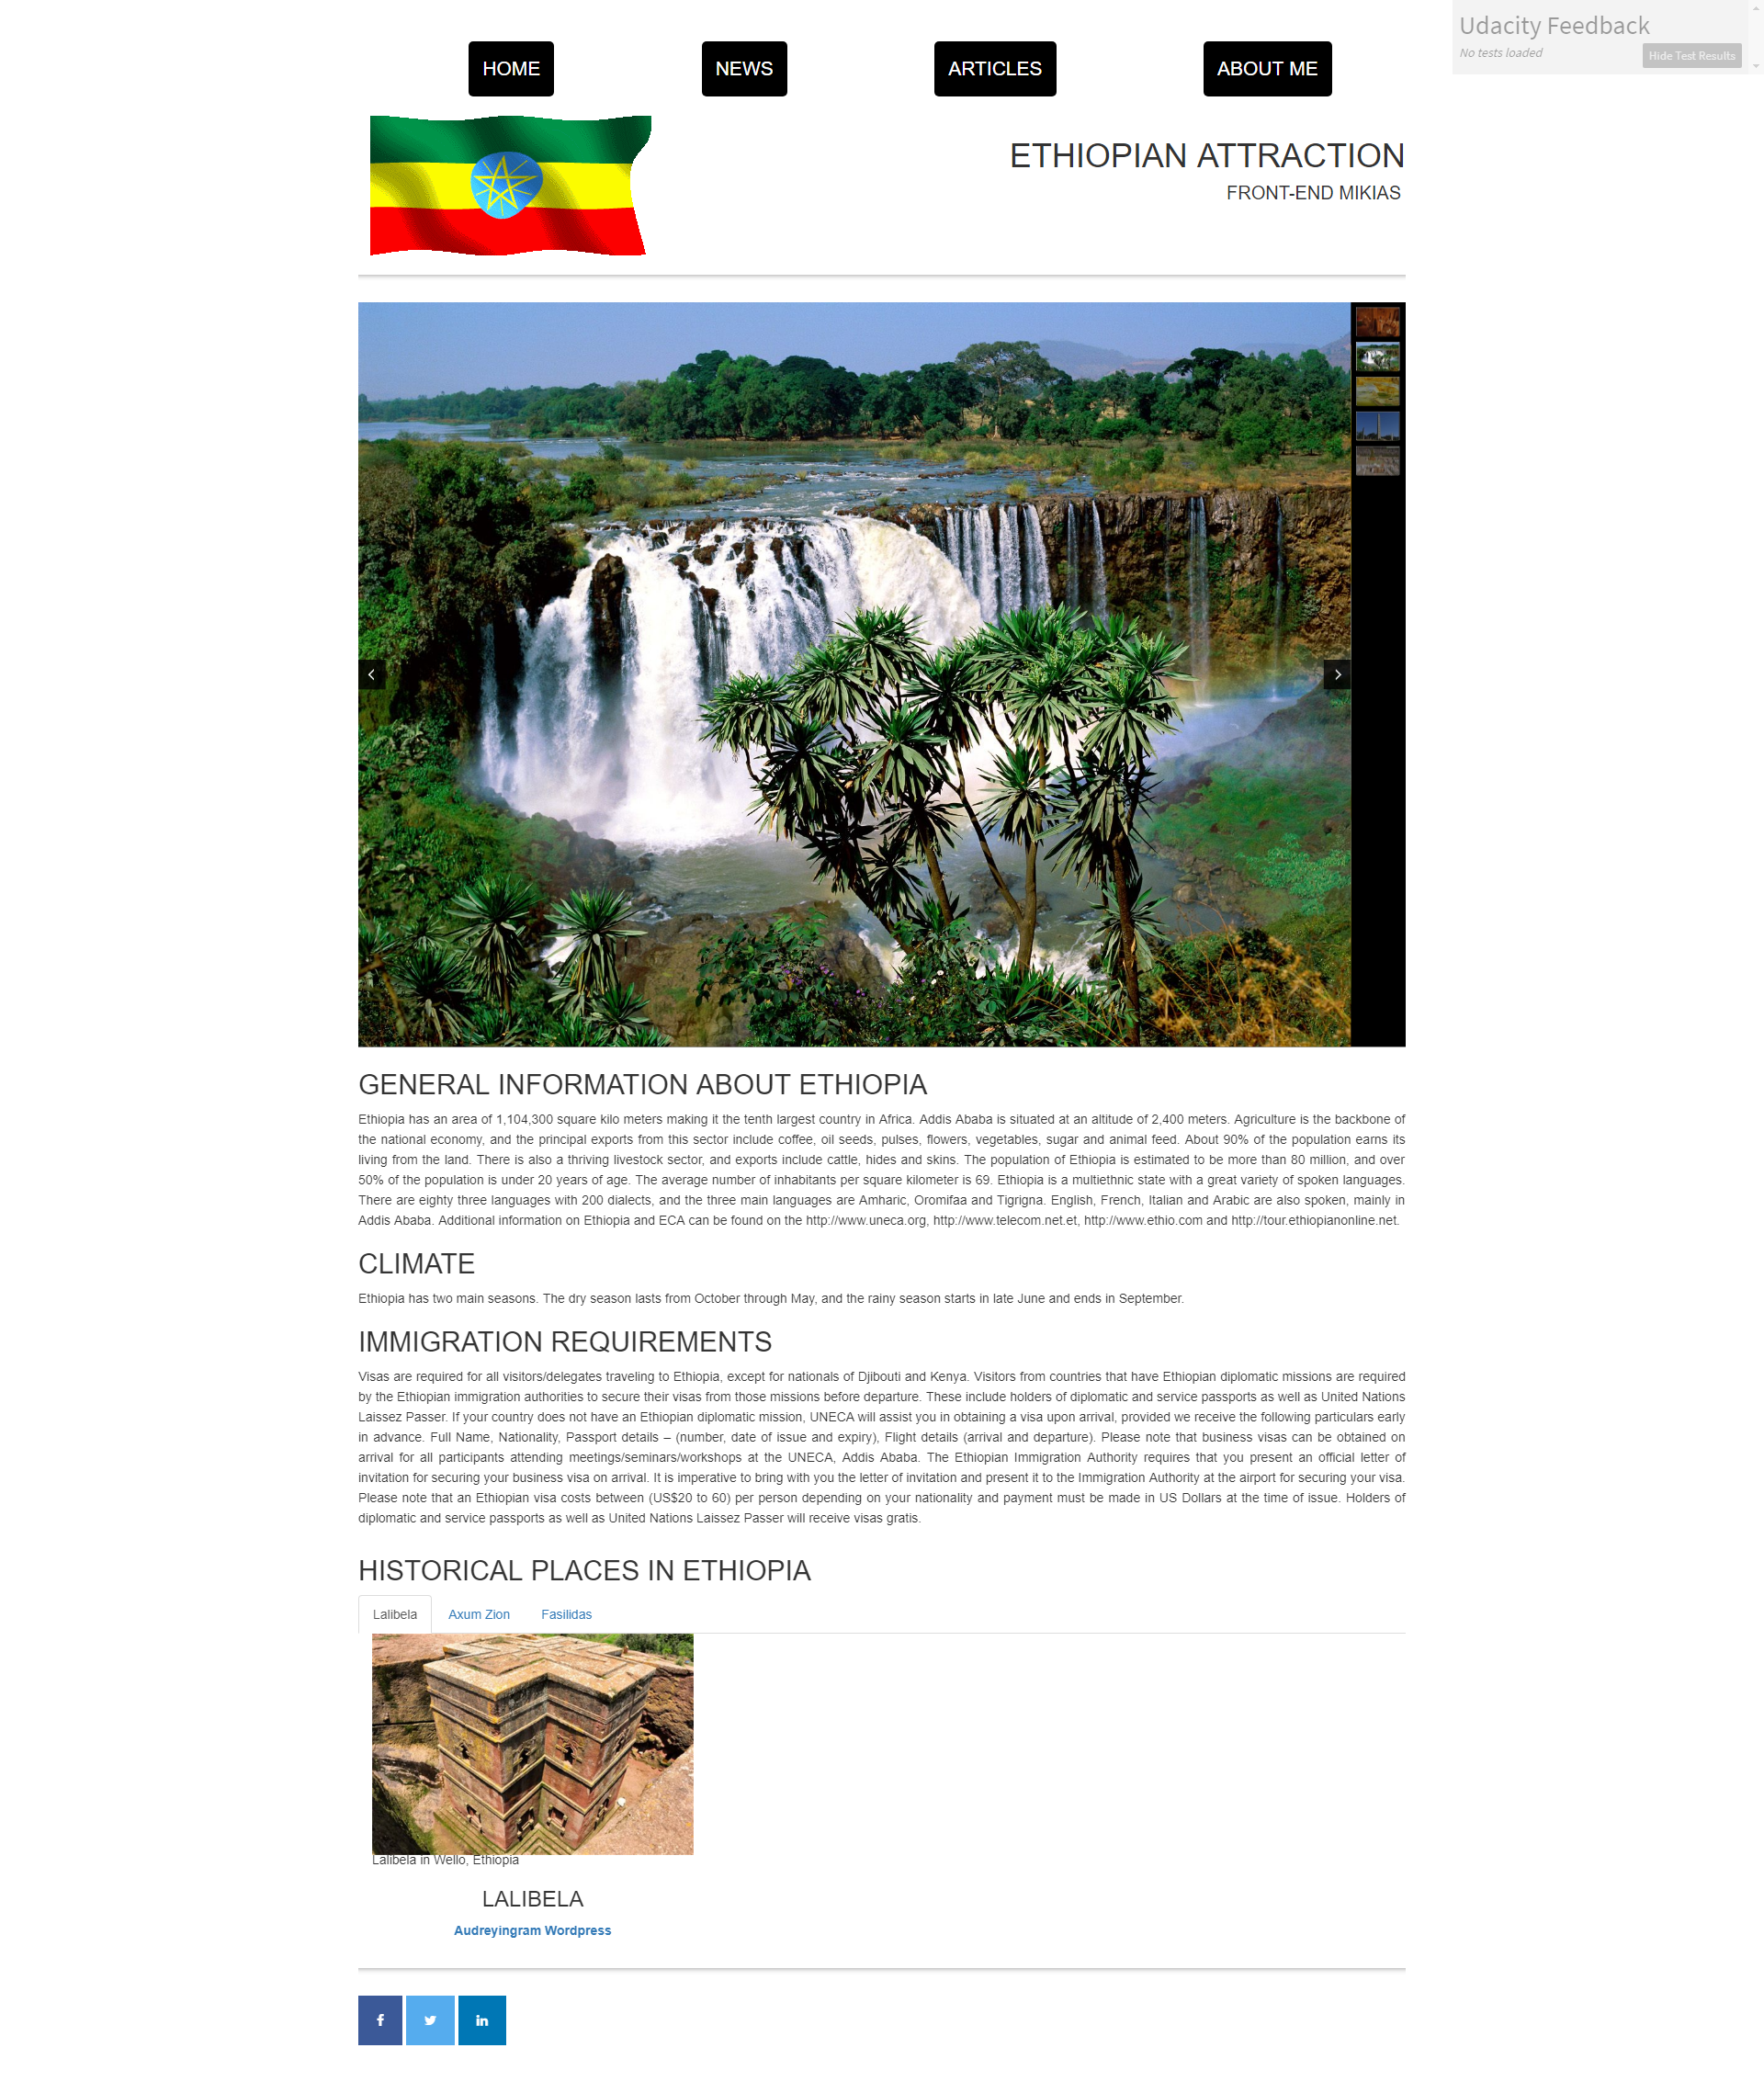 Udacity Feedback
No tests loaded
Hide Test Results
HOME
NEWS
ARTICLES
ABOUT ME
ETHIOPIAN ATTRACTION
FRONT-END MIKIAS
GENERAL INFORMATION ABOUT ETHIOPIA
Ethiopia has an area of 1,104,300 square kilo meters making it the tenth largest country in Africa. Addis Ababa is situated at an altitude of 2,400 meters. Agriculture is the backbone of
the national economy, and the principal exports from this sector include coffee, oil seeds, pulses, flowers, vegetables, sugar and animal feed. About 90% of the population earns its
living from the land. There is also a thriving livestock sector, and exports include cattle, hides and skins. The population of Ethiopia is estimated to be more than 80 million, and over
50% of the population is under 20 years of age. The average number of inhabitants per square kilometer is 69. Ethiopia is a multiethnic state with a great variety of spoken languages.
There are eighty three languages with 200 dialects, and the three main languages are Amharic, Oromifaa and Tigrigna. English, French, Italian and Arabic are also spoken, mainly in
Addis Ababa. Additional information on Ethiopia and ECA can be found on the http://www.uneca.org, http://www.telecom.net.et, http://www.ethio.com and http://tour.ethiopianonline.net.
CLIMATE
Ethiopia has two main seasons. The dry season lasts from October through May, and the rainy season starts in late June and ends in September.
IMMIGRATION REQUIREMENTS
Visas are required for all visitors/delegates traveling to Ethiopia, except for nationals of Djibouti and Kenya. Visitors from countries that have Ethiopian diplomatic missions are required
by the Ethiopian immigration authorities to secure their visas from those missions before departure. These include holders of diplomatic and service passports as well as United Nations
Laissez Passer. If your country does not have an Ethiopian diplomatic mission, UNECA will assist you in obtaining a visa upon arrival, provided we receive the following particulars early
in advance. Full Name, Nationality, Passport details – (number, date of issue and expiry), Flight details (arrival and departure). Please note that business visas can be obtained on
arrival for all participants attending meetings/seminars/workshops at the UNECA, Addis Ababa. The Ethiopian Immigration Authority requires that you present an official letter of
invitation for securing your business visa on arrival. It is imperative to bring with you the letter of invitation and present it to the Immigration Authority at the airport for securing your visa.
Please note that an Ethiopian visa costs between (US$20 to 60) per person depending on your nationality and payment must be made in US Dollars at the time of issue. Holders of
diplomatic and service passports as well as United Nations Laissez Passer will receive visas gratis.
HISTORICAL PLACES IN ETHIOPIA
Lalibela
Axum Zion
Fasilidas
Lalibela in Wello, Ethiopia
LALIBELA
Audreyingram Wordpress